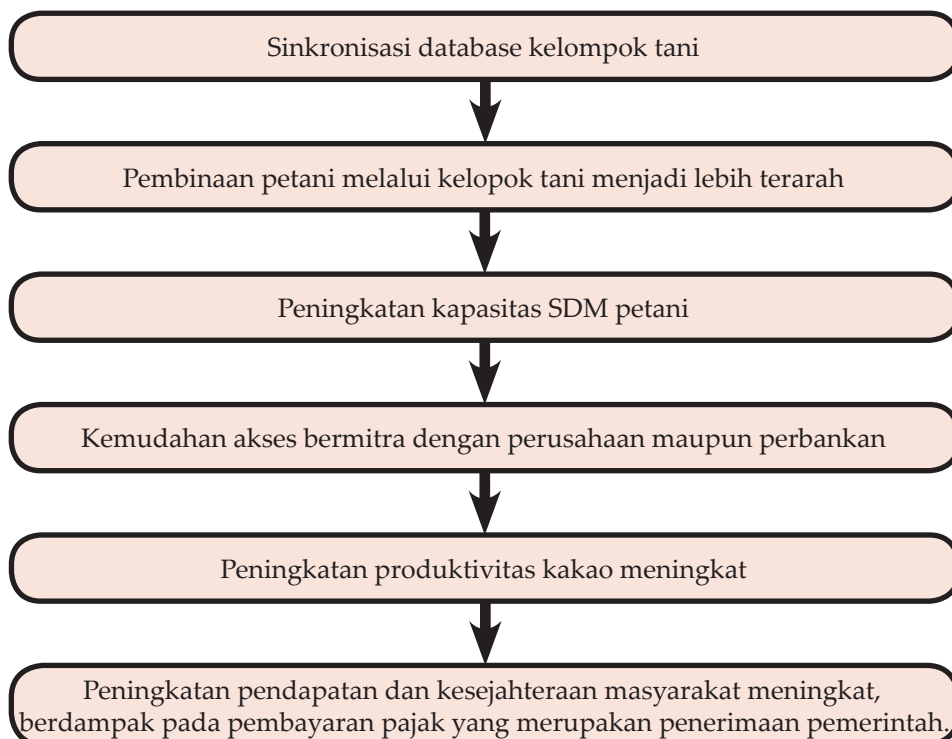 Sinkronisasi database kelompok tani
Pembinaan petani melalui kelopok tani menjadi lebih terarah
Peningkatan kapasitas SDM petani
Kemudahan akses bermitra dengan perusahaan maupun perbankan
Peningkatan produktivitas kakao meningkat
Peningkatan pendapatan dan kesejahteraan masyarakat meningkat,
berdampak pada pembayaran pajak yang merupakan penerimaan pemerintah.